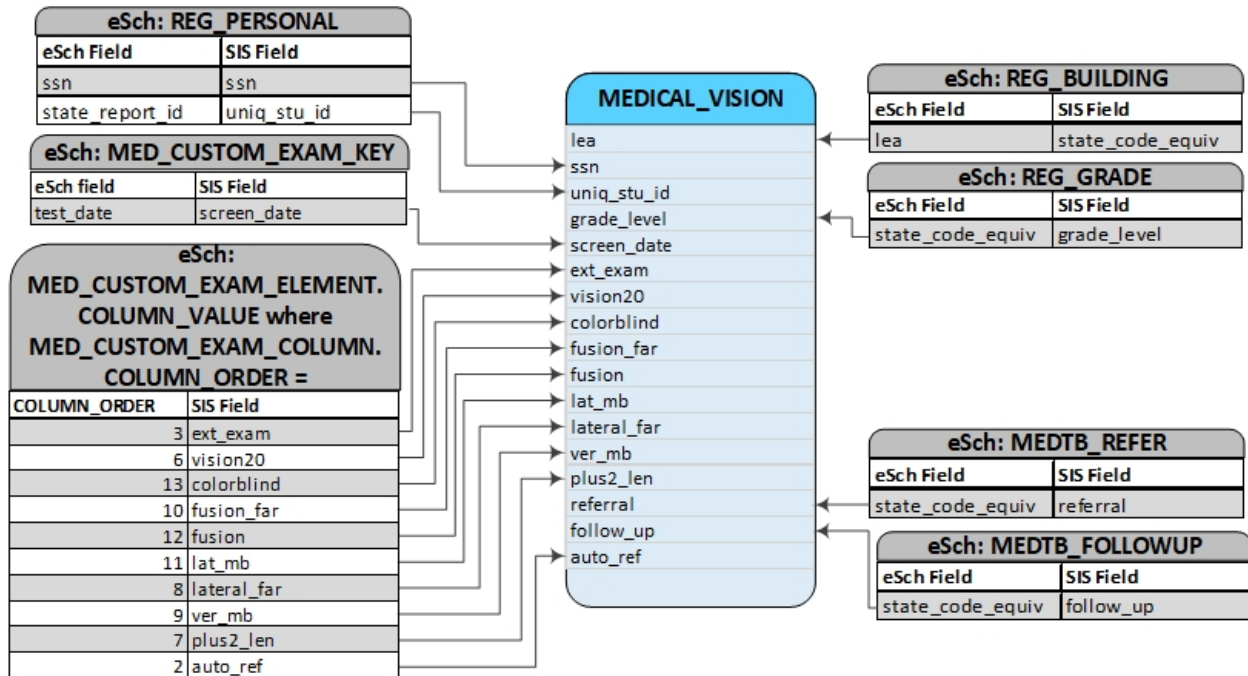 eSch: REG_PERSONAL
eSch Field SIS Field
ssn ssn
state_report_id uniq_stu_id
eSch: MED_CUSTOM_EXAM_KEY
eSch field SIS Field
test_date screen_date
eSch:
MED_CUSTOM_EXAM_ELEMENT.
COLUMN_VALUE where
MED_CUSTOM_EXAM_COLUMN.
COLUMN_ORDER =
COLUMN_ORDER SIS Field
3 ext_exam
6 vision20
13 colorblind
10 fusion_far
12 fusion
11 lat_mb
8 lateral_far
9 ver_mb
7 plus2_len
2 auto_ref
MEDICAL_VISION
lea
ssn
uniq_stu_id
grade_level
screen_date
ext_exam
vision20
colorblind
fusion_far
fusion
lat_mb
lateral_far
ver_mb
plus2_len
referral
follow_up
auto_ref
eSch: REG_BUILDING
eSch Field SIS Field
lea state_code_equiv
eSch: REG_GRADE
eSch Field SIS Field
state_code_equiv grade_level
eSch: MEDTB_REFER
eSch Field SIS Field
state_code_equiv referral
eSch: MEDTB_FOLLOWUP
eSch Field SIS Field
state_code_equiv follow_up